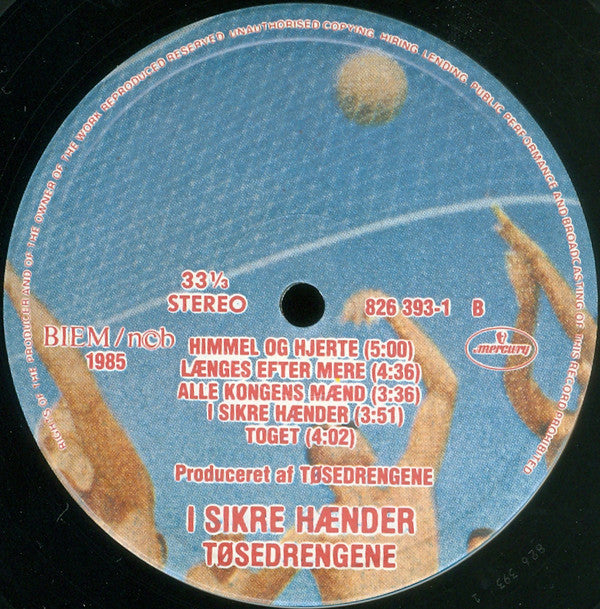 RIGHTS OF THE PRODUCER AND OF THE OWNER OF THE WORK REPRODUCED RESERVED UNAUTHORISED COPYING HIRING LENDING PUBLIC PERFORMANCE AND BROADCASTING OF THIS RECORD PROHIBITED
33⅓
STEREO
826 393-1 B
BIEM/n©b
1985
mercury
HIMMEL OG HJERTE (5:00)
LÆNGES EFTER MERE (4:36)
ALLE KONGENS MÆND (3:36)
I SIKRE HÆNDER (3:51)
TOGET (4:02)
Produceret af TØSEDRENGENE
I SIKRE HÆNDER
TØSEDRENGENE
826 393 1